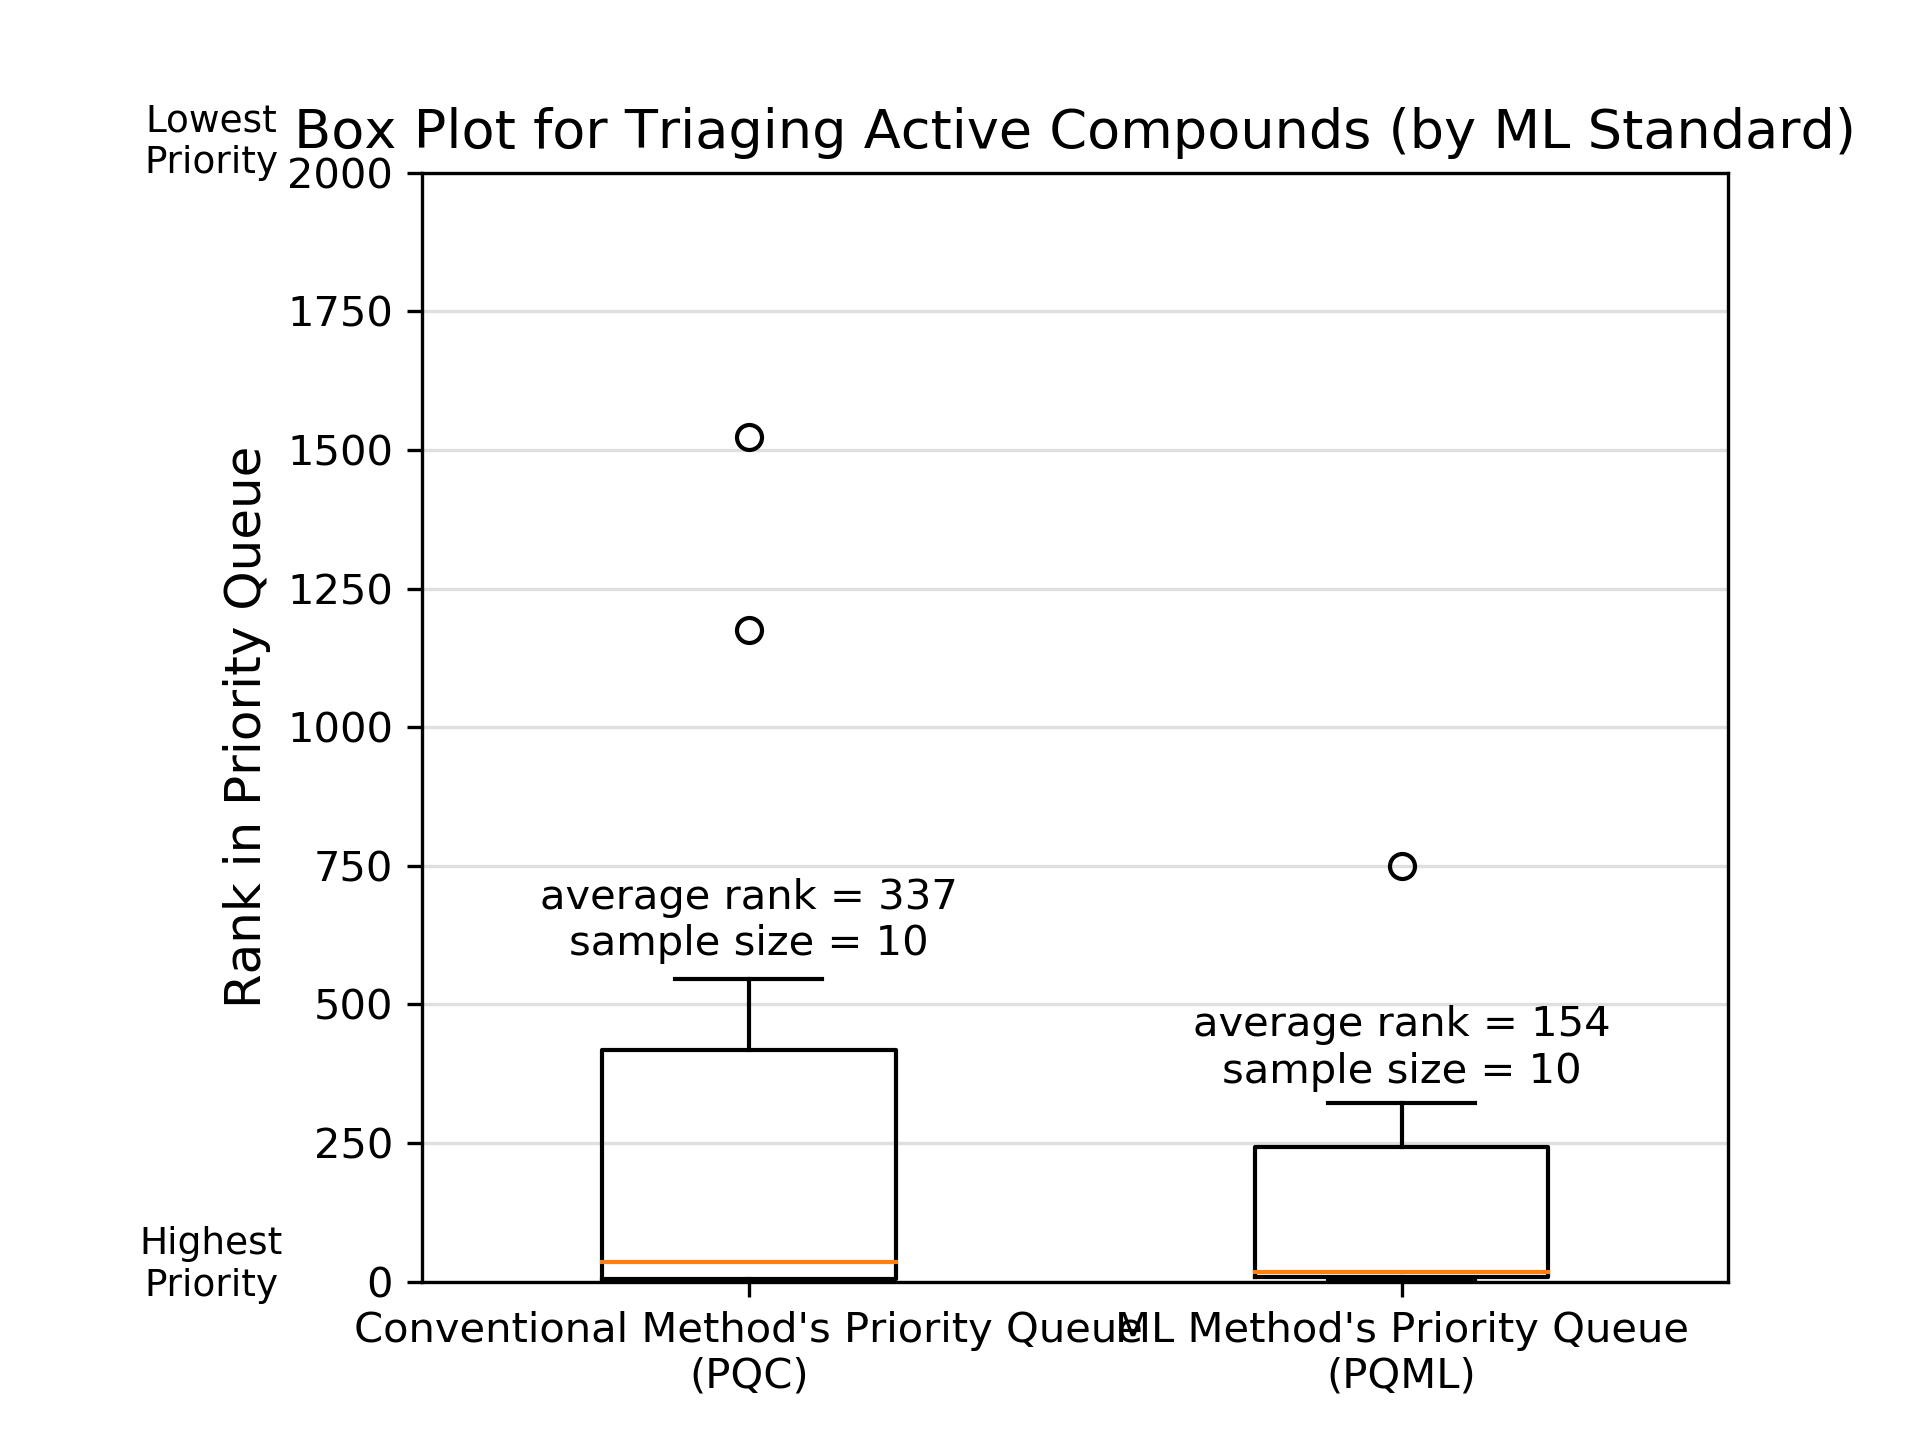 Lowest
Priority
Box Plot for Triaging Active Compounds (by ML Standard)
2000
1750
1500
1250
1000
750
500
250
0
Rank in Priority Queue
average rank = 337
sample size = 10
average rank = 154
sample size = 10
Highest
Priority
Conventional Method's Priority Queue
(PQC)
ML Method's Priority Queue
(PQML)